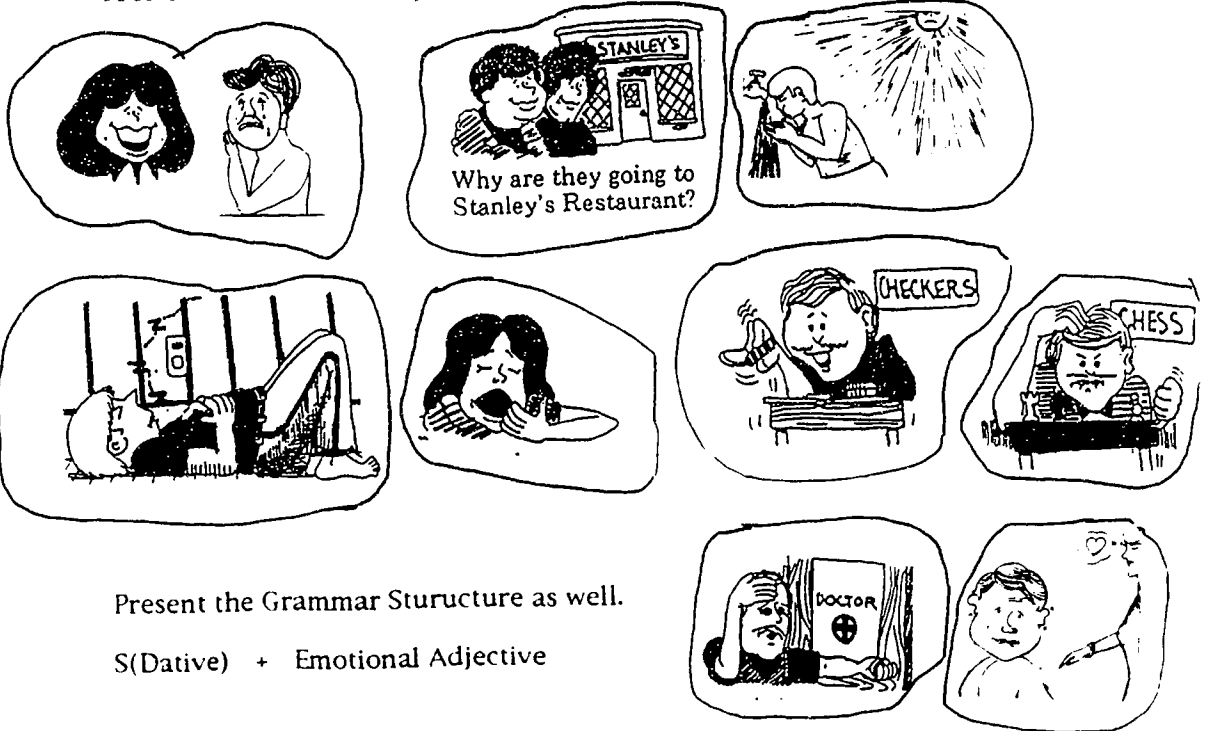 STANLEY'S
Why are they going to
Stanley's Restaurant?
CHECKERS
CHESS
DOCTOR
Present the Grammar Sturucture as well.
S(Dative) + Emotional Adjective